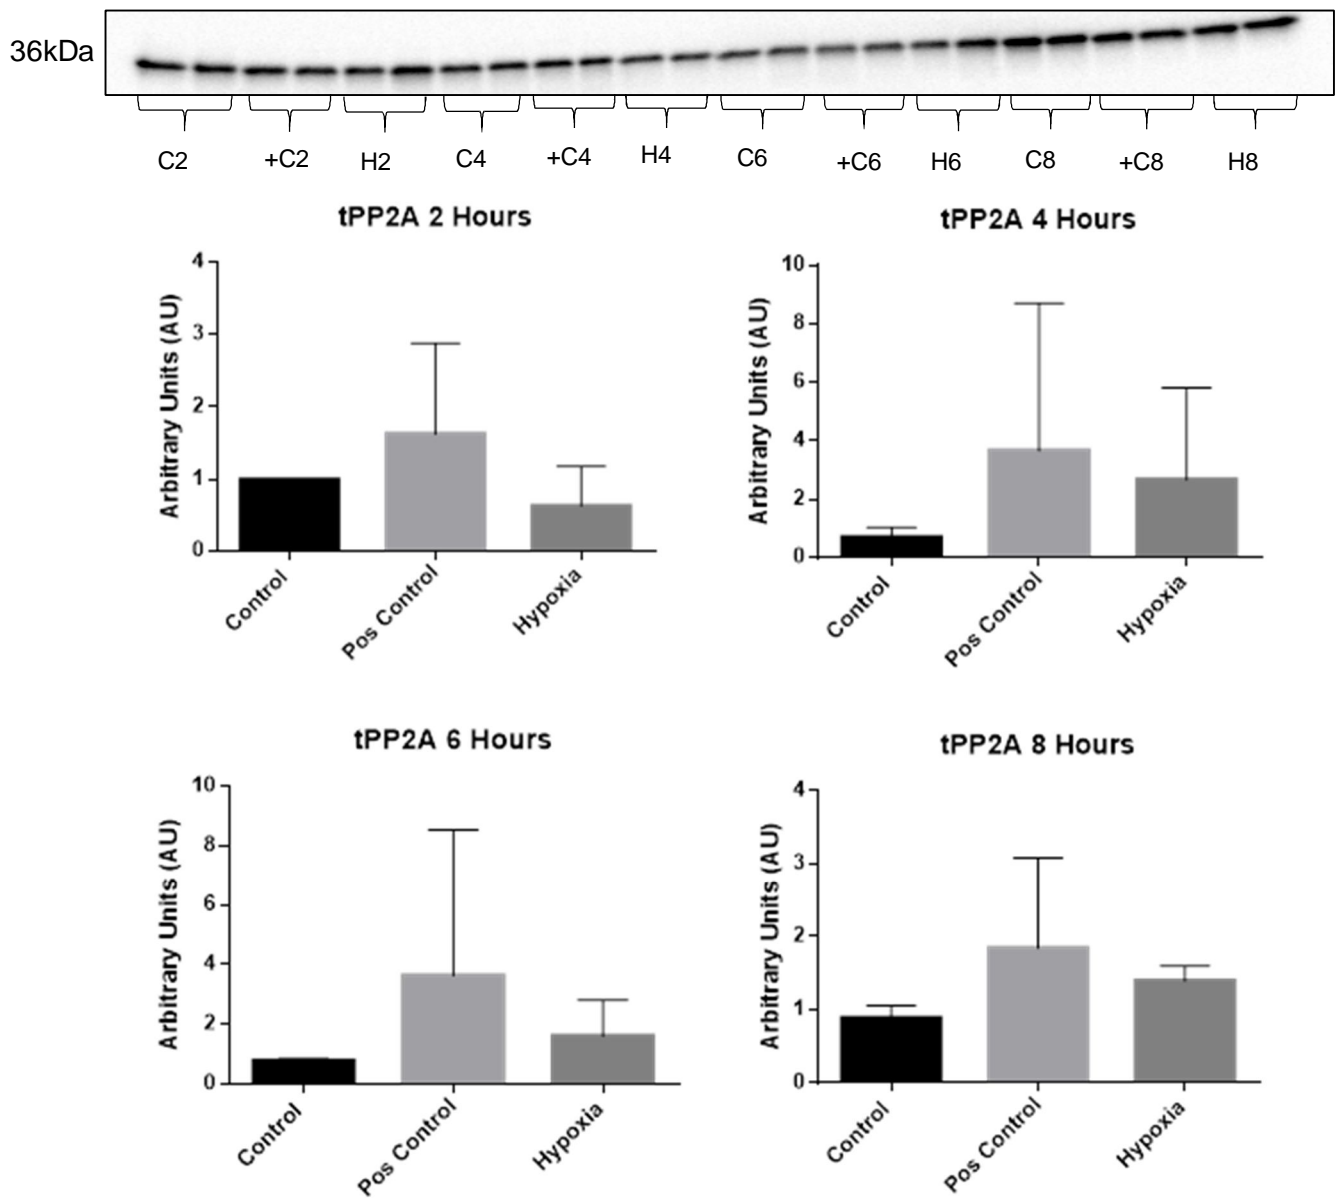 36kDa
C2 +C2 H2 C4 +C4 H4 C6 +C6 H6 C8 +C8 H8
tPP2A 2 Hours
Arbitrary Units (AU)
4
3
2
1
0
Control Pos Control Hypoxia
tPP2A 4 Hours
Arbitrary Units (AU)
10
8
6
4
2
0
Control Pos Control Hypoxia
tPP2A 6 Hours
Arbitrary Units (AU)
10
8
6
4
2
0
Control Pos Control Hypoxia
tPP2A 8 Hours
Arbitrary Units (AU)
4
3
2
1
0
Control Pos Control Hypoxia